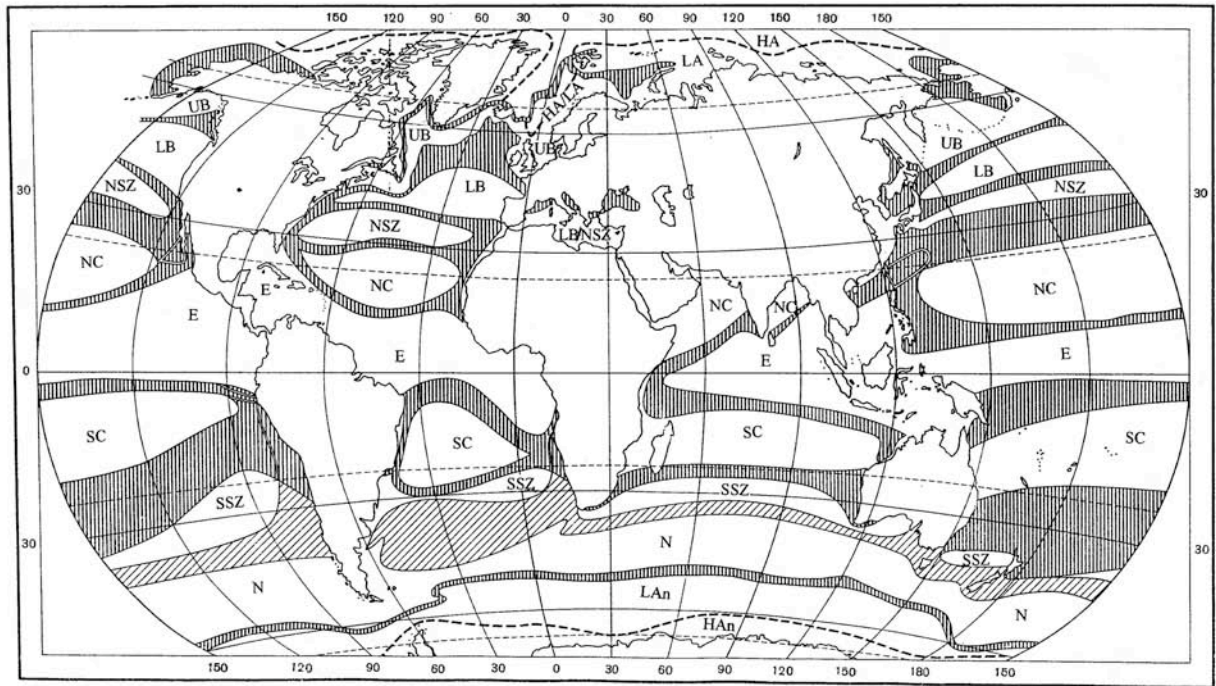 150 120 90 60 30 0 30 60 90 120 150 180 150
HA
LA
HA/LA
UB UB UB UB
LB LB LB
NSZ NSZ NSZ
30 30
LB/NSZ
NC NC NC NC NC
E E E E E
0 0
SC SC SC SC
SSZ SSZ SSZ SSZ
30 30
N N N
LAn
HAn
150 120 90 60 30 0 30 60 90 120 150 180 150